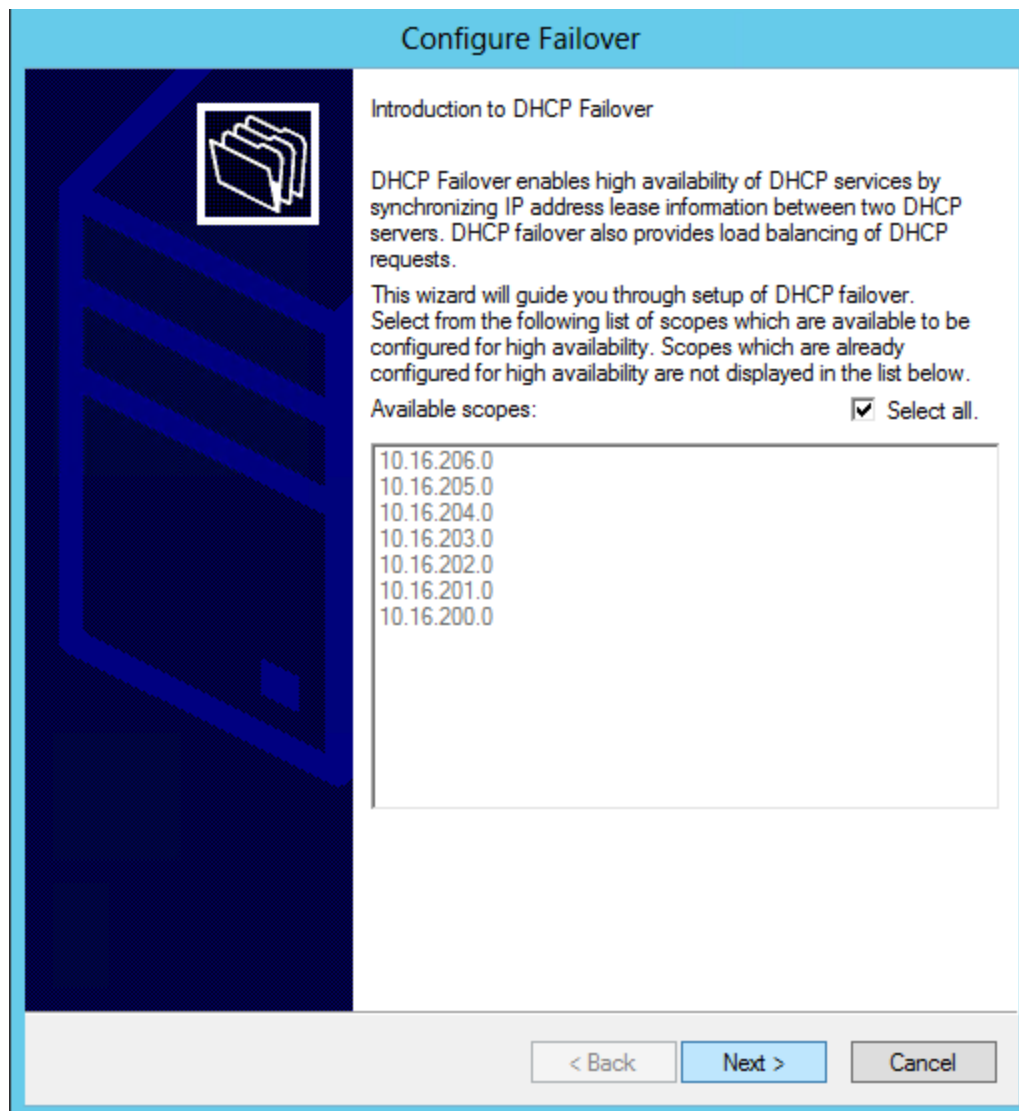 Configure Failover
Introduction to DHCP Failover
DHCP Failover enables high availability of DHCP services by
synchronizing IP address lease information between two DHCP
servers. DHCP failover also provides load balancing of DHCP
requests.
This wizard will guide you through setup of DHCP failover.
Select from the following list of scopes which are available to be
configured for high availability. Scopes which are already
configured for high availability are not displayed in the list below.
Available scopes: Select all.
10.16.206.0
10.16.205.0
10.16.204.0
10.16.203.0
10.16.202.0
10.16.201.0
10.16.200.0
< Back Next > Cancel